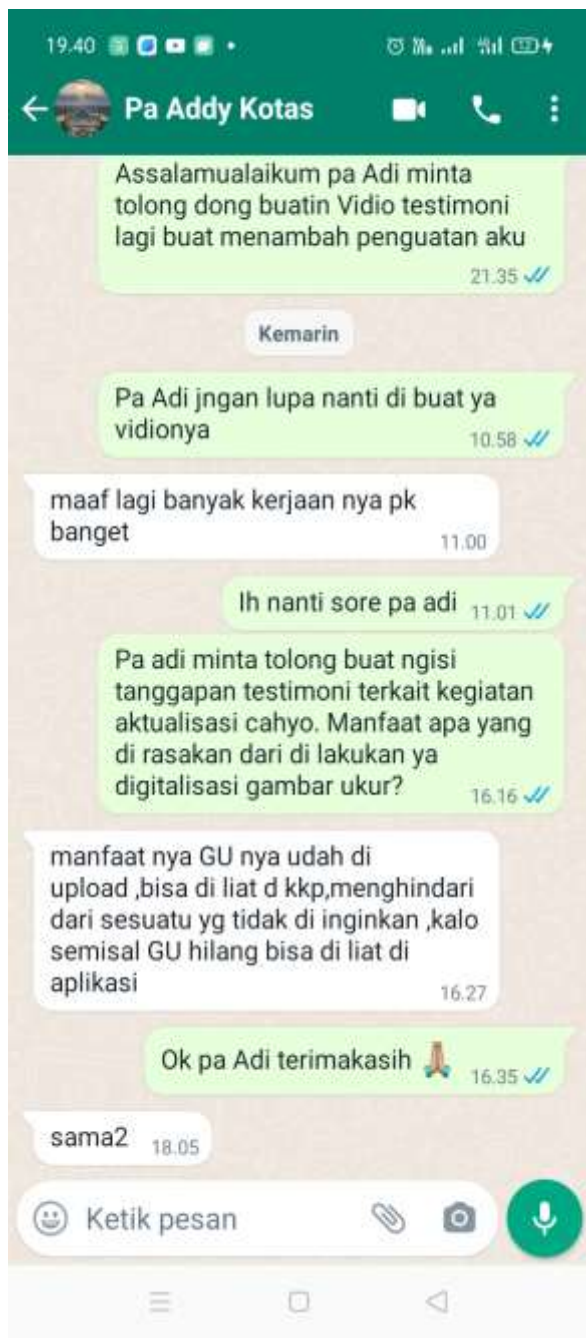 19.40
Pa Addy Kotas
Assalamualaikum pa Adi minta
tolong dong buatin Vidio testimoni
lagi buat menambah penguatan aku
21.35
Kemarin
Pa Adi jngan lupa nanti di buat ya
vidionya
10.58
maaf lagi banyak kerjaan nya pk
banget
11.00
Ih nanti sore pa adi 11.01
Pa adi minta tolong buat ngisi
tanggapan testimoni terkait kegiatan
aktualisasi cahyo. Manfaat apa yang
di rasakan dari di lakukan ya
digitalisasi gambar ukur?
16.16
manfaat nya GU nya udah di
upload ,bisa di liat d kkp,menghindari
dari sesuatu yg tidak di inginkan ,kalo
semisal GU hilang bisa di liat di
aplikasi
16.27
Ok pa Adi terimakasih 🙏 16.35
sama2 18.05
Ketik pesan